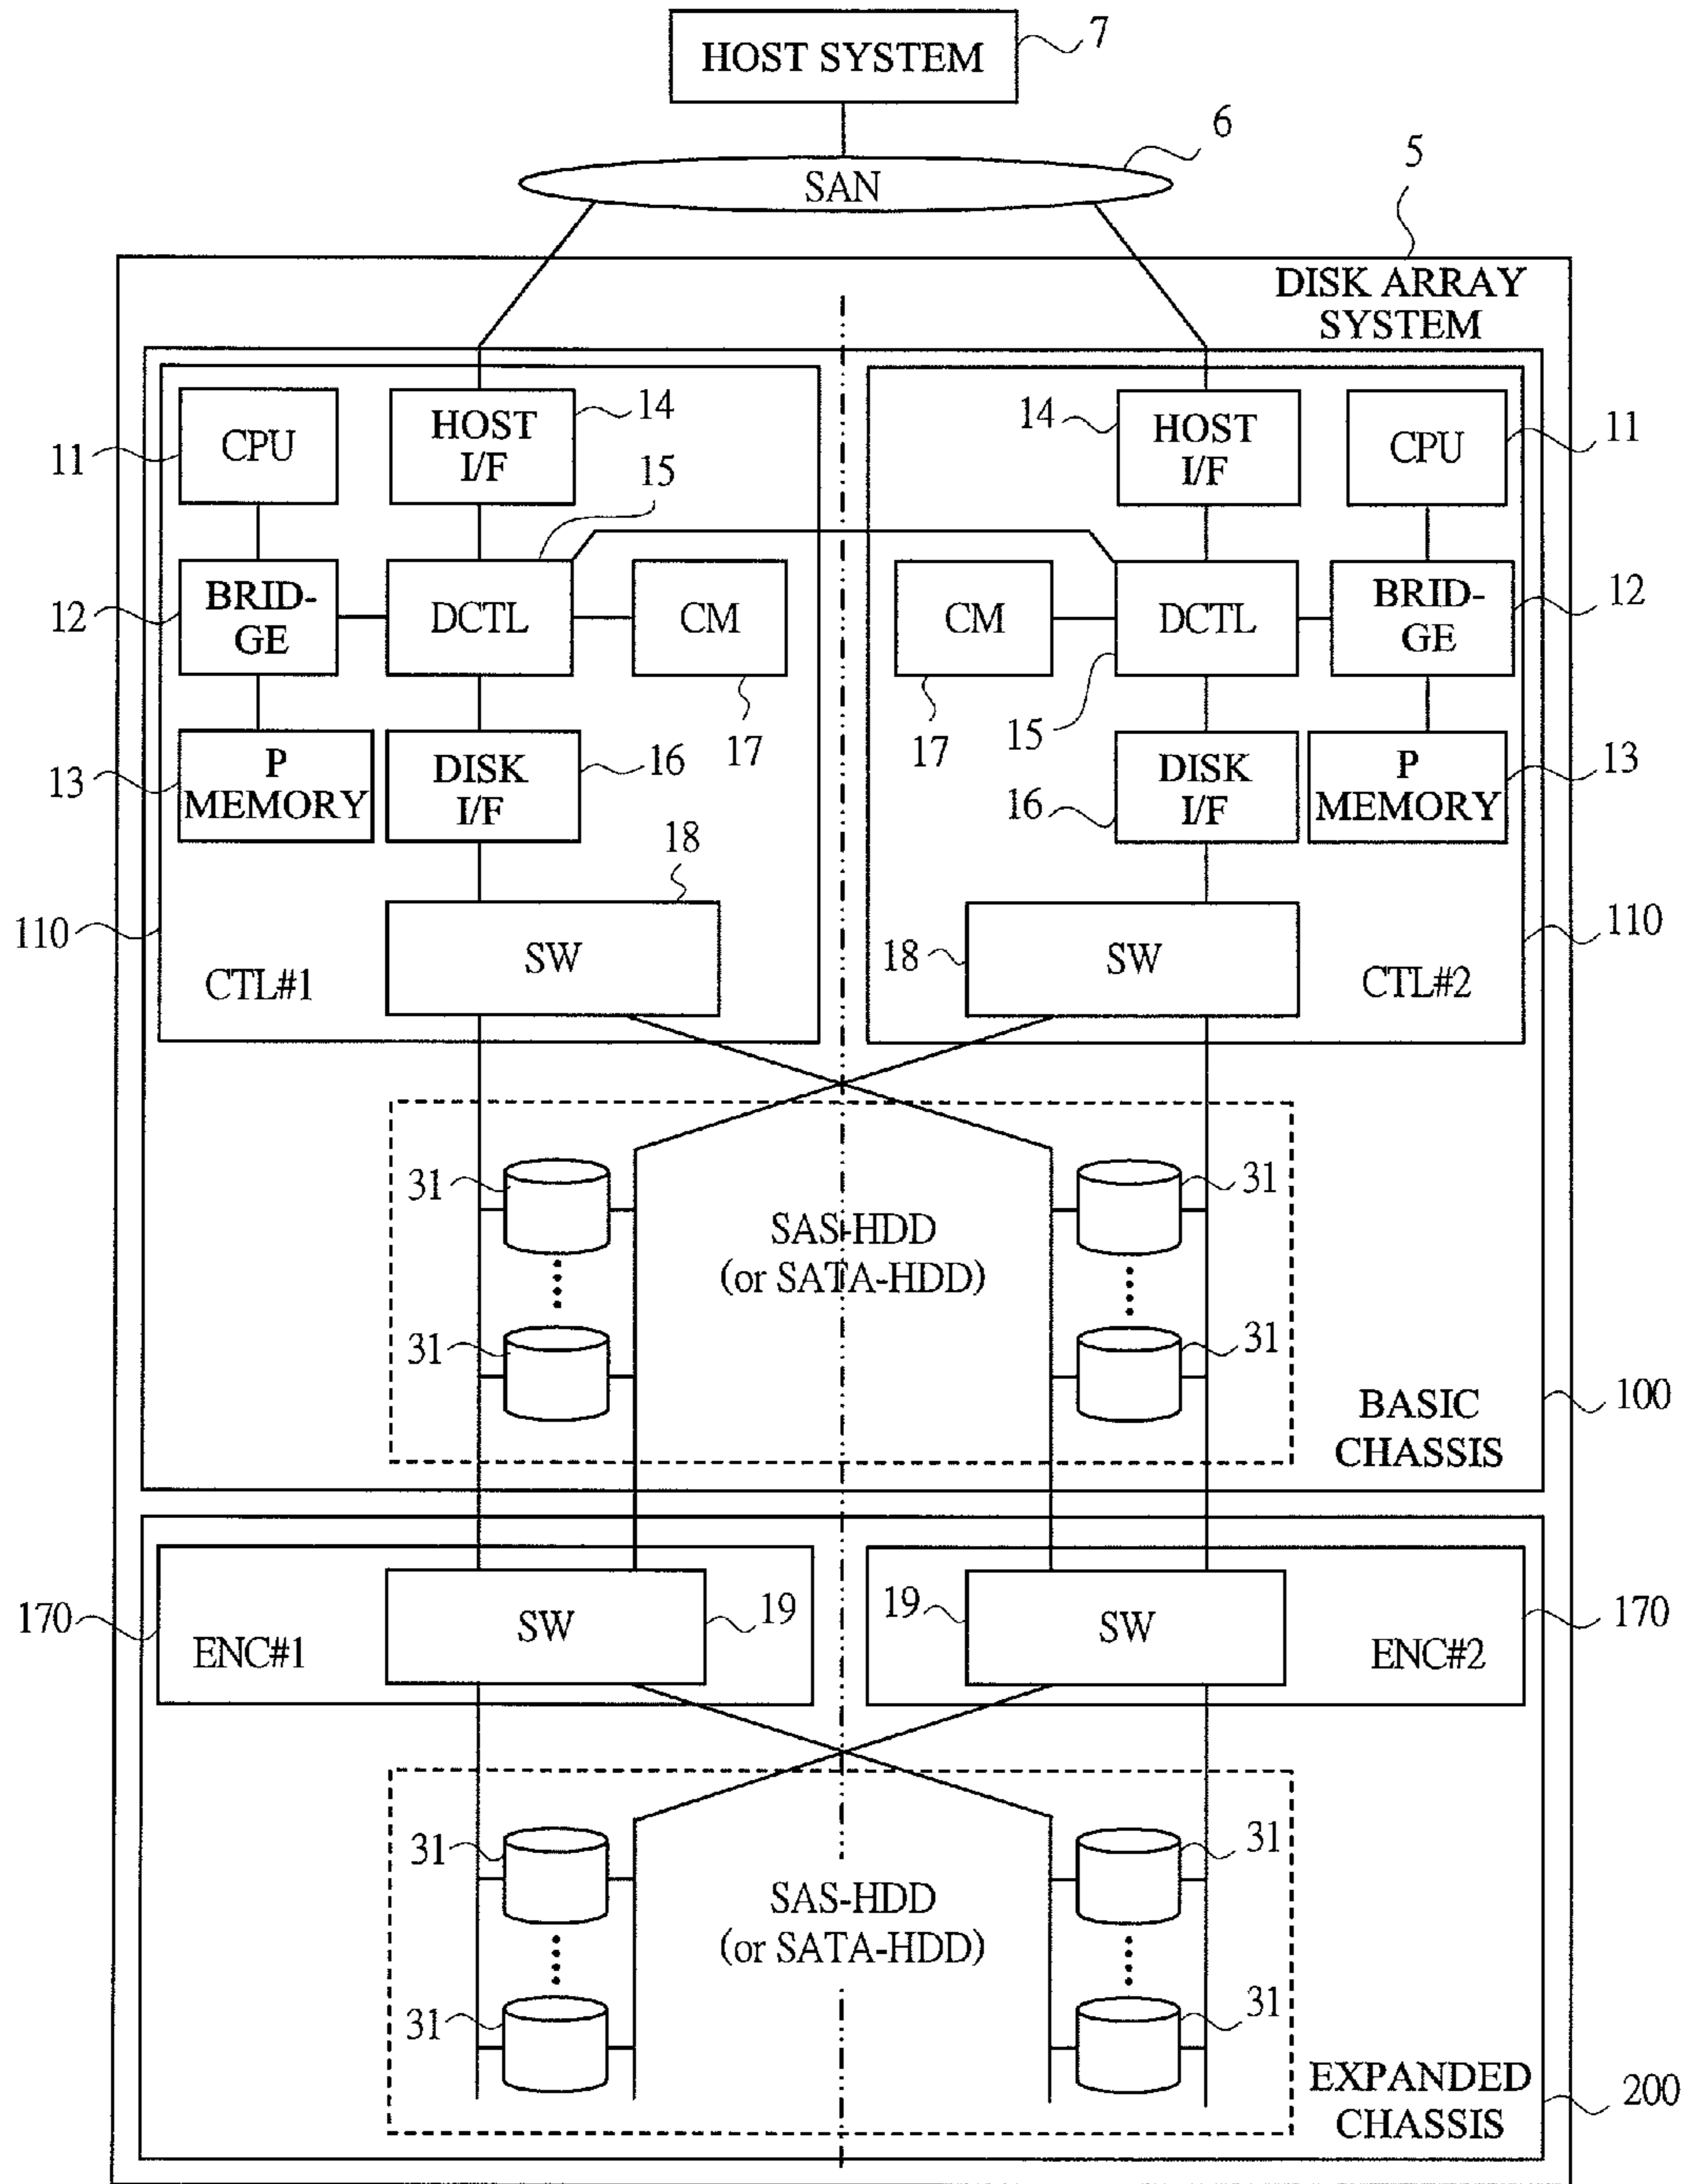 HOST SYSTEM
7
6
SAN
5
DISK ARRAY
SYSTEM
CPU
11
HOST
I/F
14
15
14
HOST
I/F
CPU
11
12
BRID-
GE
DCTL
CM
17
CM
17
DCTL
15
BRID-
GE
12
13
P
MEMORY
DISK
I/F
16
16
DISK
I/F
P
MEMORY
13
18
SW
110
CTL#1
18
SW
110
CTL#2
31
31
SAS-HDD
(or SATA-HDD)
31
31
BASIC
CHASSIS
100
170
ENC#1
SW
19
19
SW
ENC#2
170
31
31
SAS-HDD
(or SATA-HDD)
31
31
EXPANDED
CHASSIS
200